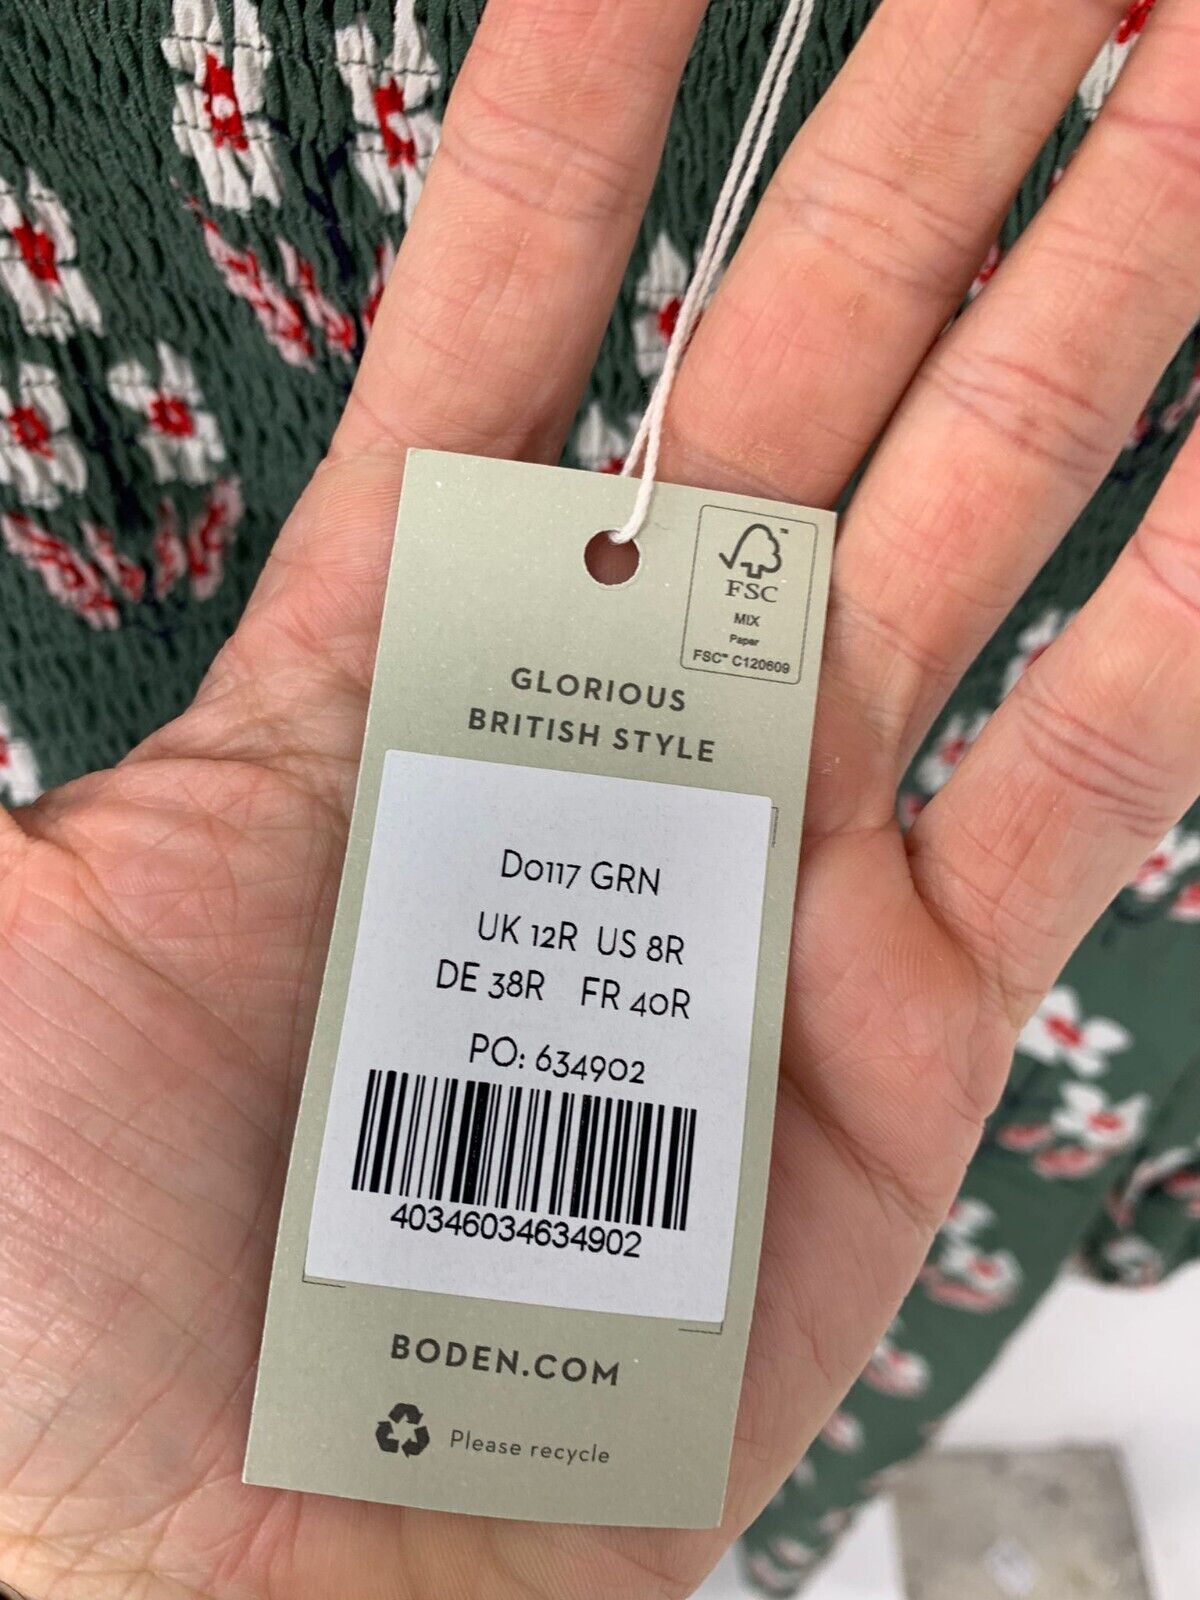 FSC
MIX
Paper
FSC™ C120609
GLORIOUS
BRITISH STYLE
D0117 GRN
UK 12R US 8R
DE 38R FR 40R
PO: 634902
40346034634902
BODEN.COM
Please recycle